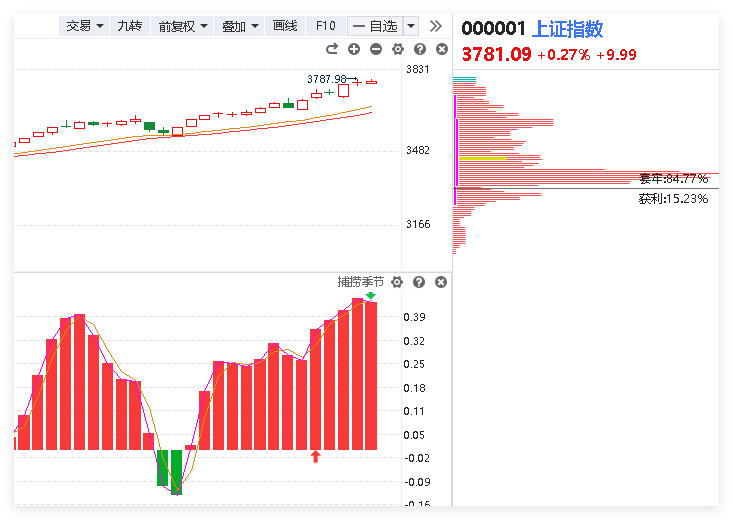 交易 九转 前复权 叠加 画线 F10 一 自选
000001 上证指数
3781.09 +0.27% +9.99
3831
3787.98
3482
套牢:84.77%
获利:15.23%
3166
捕捞季节
0.39
0.32
0.25
0.18
0.11
0.05
-0.02
-0.09
-0.16